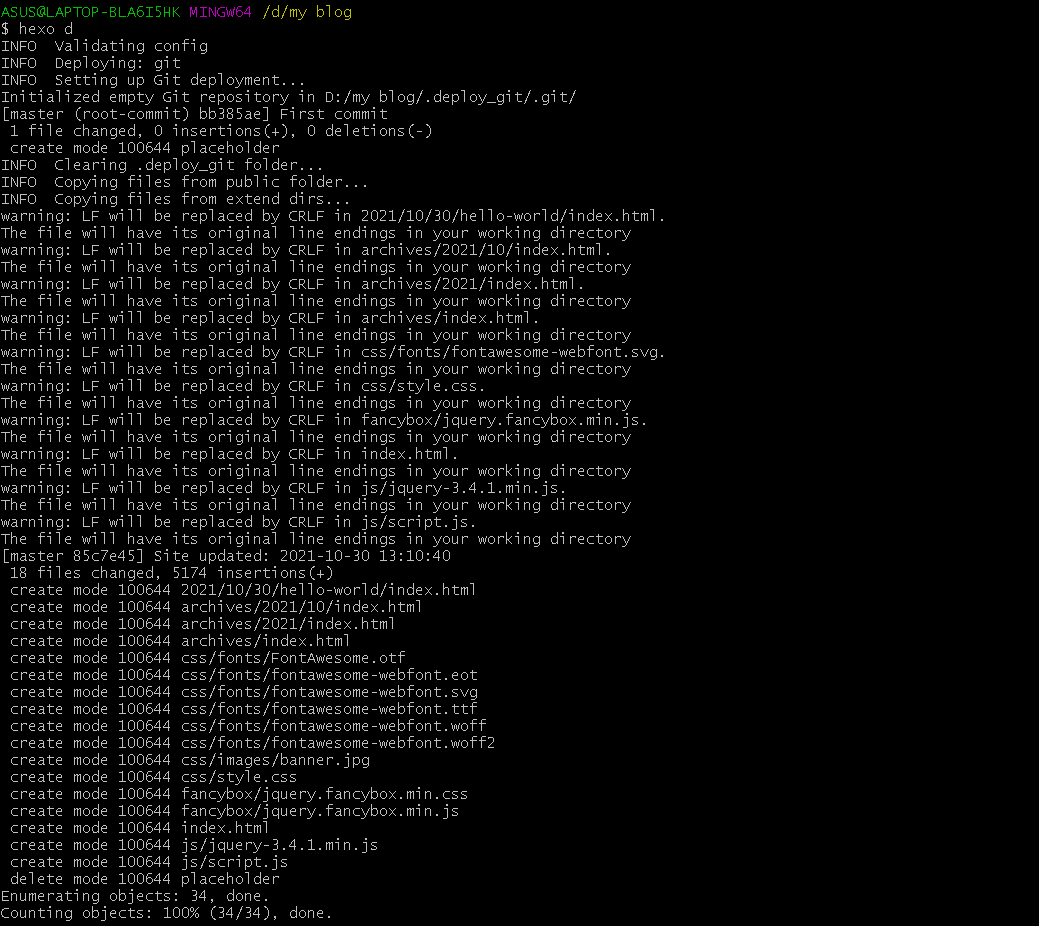 ASUS@LAPTOP-BLA6I5HK MINGW64 /d/my blog
$ hexo d
INFO  Validating config
INFO  Deploying: git
INFO  Setting up Git deployment...
Initialized empty Git repository in D:/my blog/.deploy_git/.git/
[master (root-commit) bb385ae] First commit
 1 file changed, 0 insertions(+), 0 deletions(-)
 create mode 100644 placeholder
INFO  Clearing .deploy_git folder...
INFO  Copying files from public folder...
INFO  Copying files from extend dirs...
warning: LF will be replaced by CRLF in 2021/10/30/hello-world/index.html.
The file will have its original line endings in your working directory
warning: LF will be replaced by CRLF in archives/2021/10/index.html.
The file will have its original line endings in your working directory
warning: LF will be replaced by CRLF in archives/2021/index.html.
The file will have its original line endings in your working directory
warning: LF will be replaced by CRLF in archives/index.html.
The file will have its original line endings in your working directory
warning: LF will be replaced by CRLF in css/fonts/fontawesome-webfont.svg.
The file will have its original line endings in your working directory
warning: LF will be replaced by CRLF in css/style.css.
The file will have its original line endings in your working directory
warning: LF will be replaced by CRLF in fancybox/jquery.fancybox.min.js.
The file will have its original line endings in your working directory
warning: LF will be replaced by CRLF in index.html.
The file will have its original line endings in your working directory
warning: LF will be replaced by CRLF in js/jquery-3.4.1.min.js.
The file will have its original line endings in your working directory
warning: LF will be replaced by CRLF in js/script.js.
The file will have its original line endings in your working directory
[master 85c7e45] Site updated: 2021-10-30 13:10:40
 18 files changed, 5174 insertions(+)
 create mode 100644 2021/10/30/hello-world/index.html
 create mode 100644 archives/2021/10/index.html
 create mode 100644 archives/2021/index.html
 create mode 100644 archives/index.html
 create mode 100644 css/fonts/FontAwesome.otf
 create mode 100644 css/fonts/fontawesome-webfont.eot
 create mode 100644 css/fonts/fontawesome-webfont.svg
 create mode 100644 css/fonts/fontawesome-webfont.ttf
 create mode 100644 css/fonts/fontawesome-webfont.woff
 create mode 100644 css/fonts/fontawesome-webfont.woff2
 create mode 100644 css/images/banner.jpg
 create mode 100644 css/style.css
 create mode 100644 fancybox/jquery.fancybox.min.css
 create mode 100644 fancybox/jquery.fancybox.min.js
 create mode 100644 index.html
 create mode 100644 js/jquery-3.4.1.min.js
 create mode 100644 js/script.js
 delete mode 100644 placeholder
Enumerating objects: 34, done.
Counting objects: 100% (34/34), done.